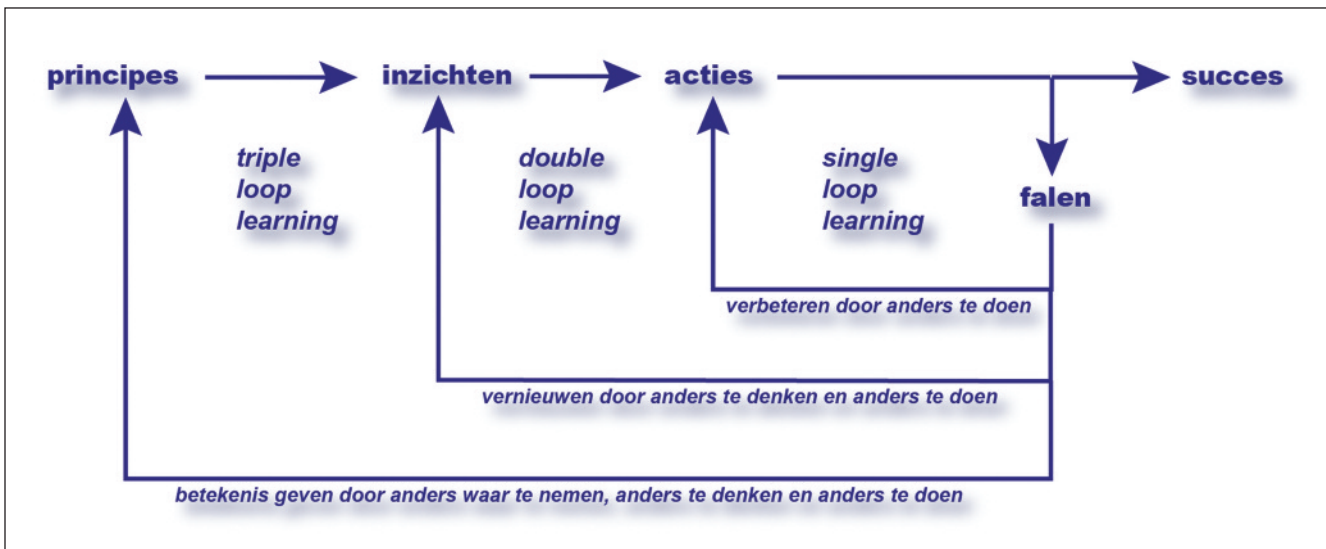 principes
inzichten
acties
succes
triple
loop
learning
double
loop
learning
single
loop
learning
falen
verbeteren door anders te doen
vernieuwen door anders te denken en anders te doen
betekenis geven door anders waar te nemen, anders te denken en anders te doen